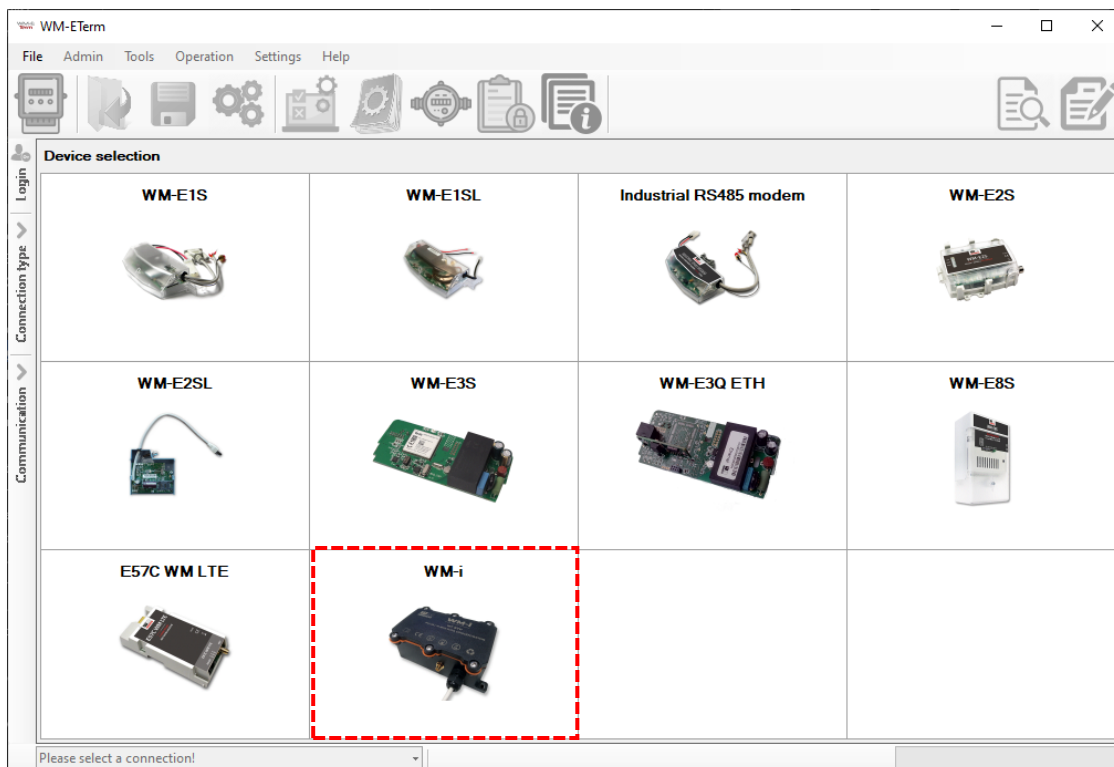 WM-ETerm
File Admin Tools Operation Settings Help
Login
Connection type
Communication
Device selection
WM-E1S
WM-E1SL
Industrial RS485 modem
WM-E2S
WM-E2SL
WM-E3S
WM-E3Q ETH
WM-E8S
E57C WM LTE
WM-i
WM-I
Please select a connection!